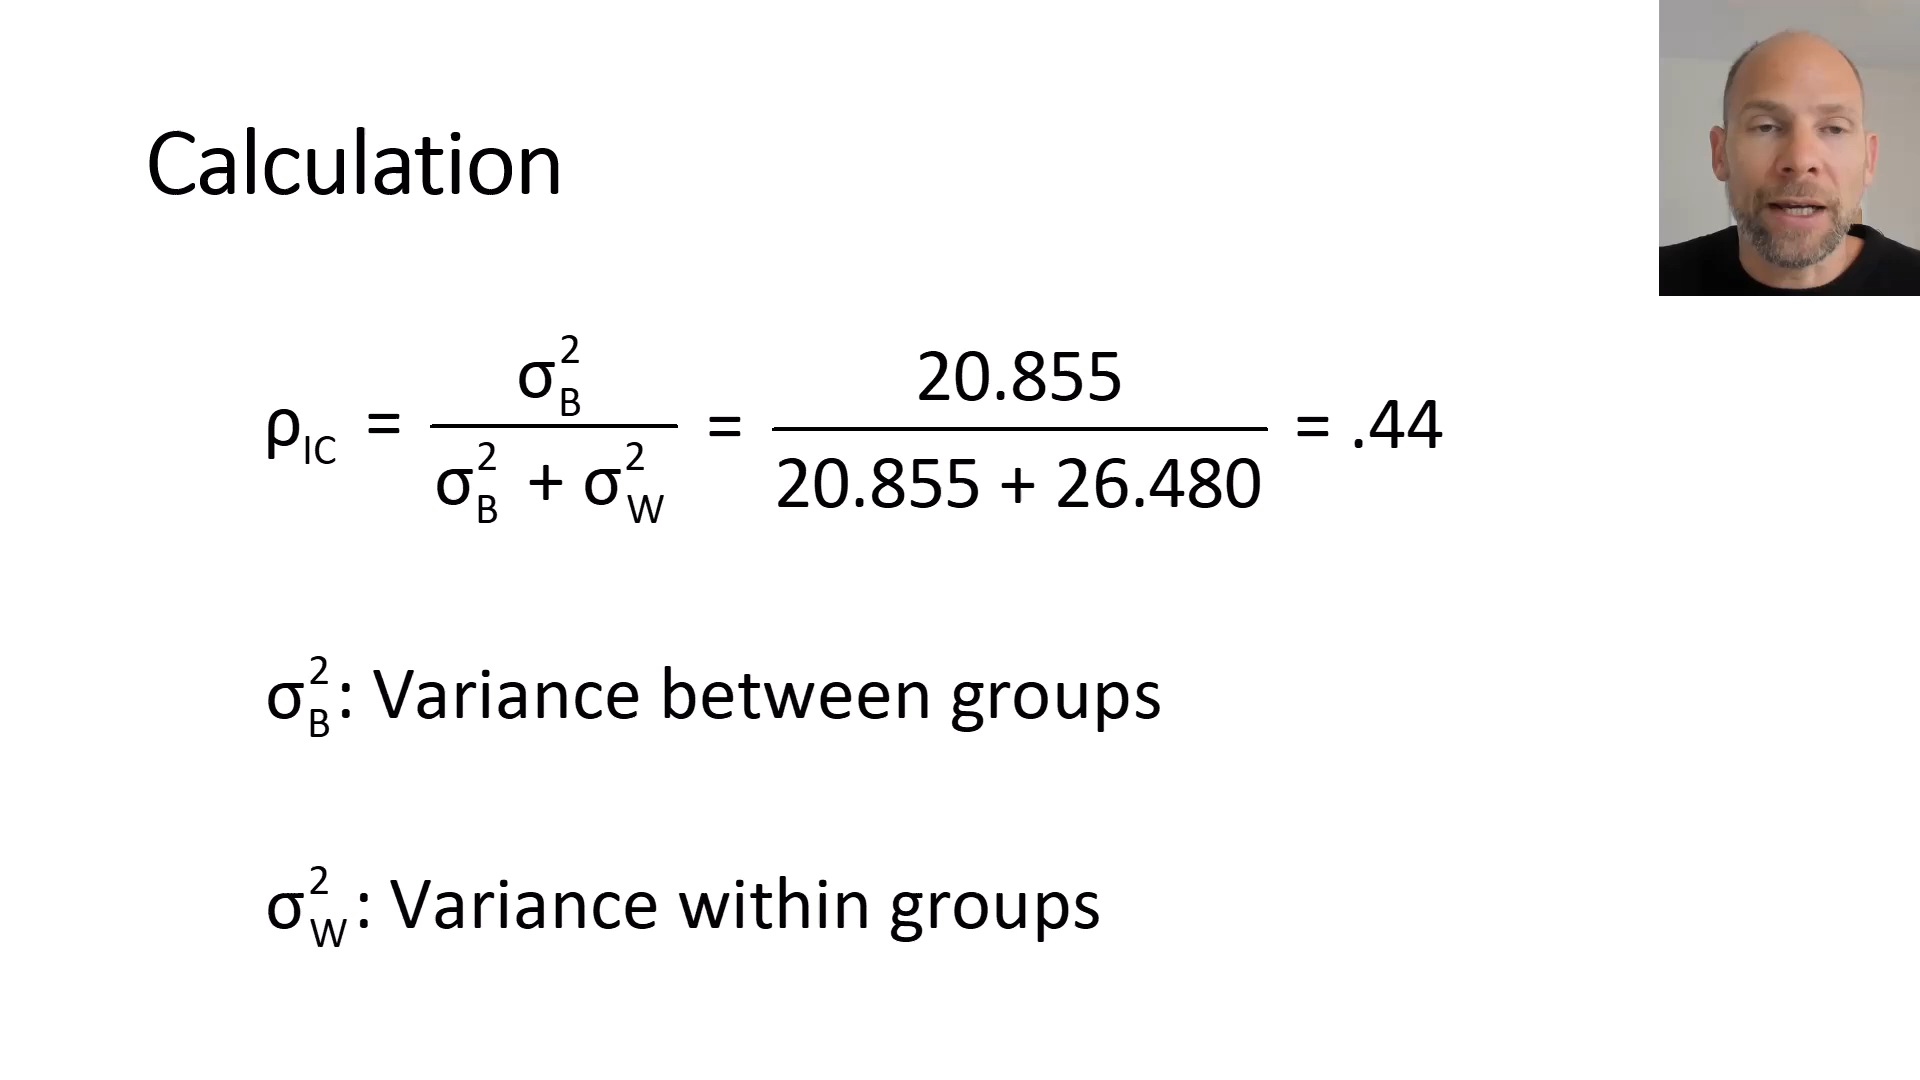 Calculation
ρIC = σ²B / (σ²B + σ²W) = 20.855 / (20.855 + 26.480) = .44
σ²B: Variance between groups
σ²W: Variance within groups